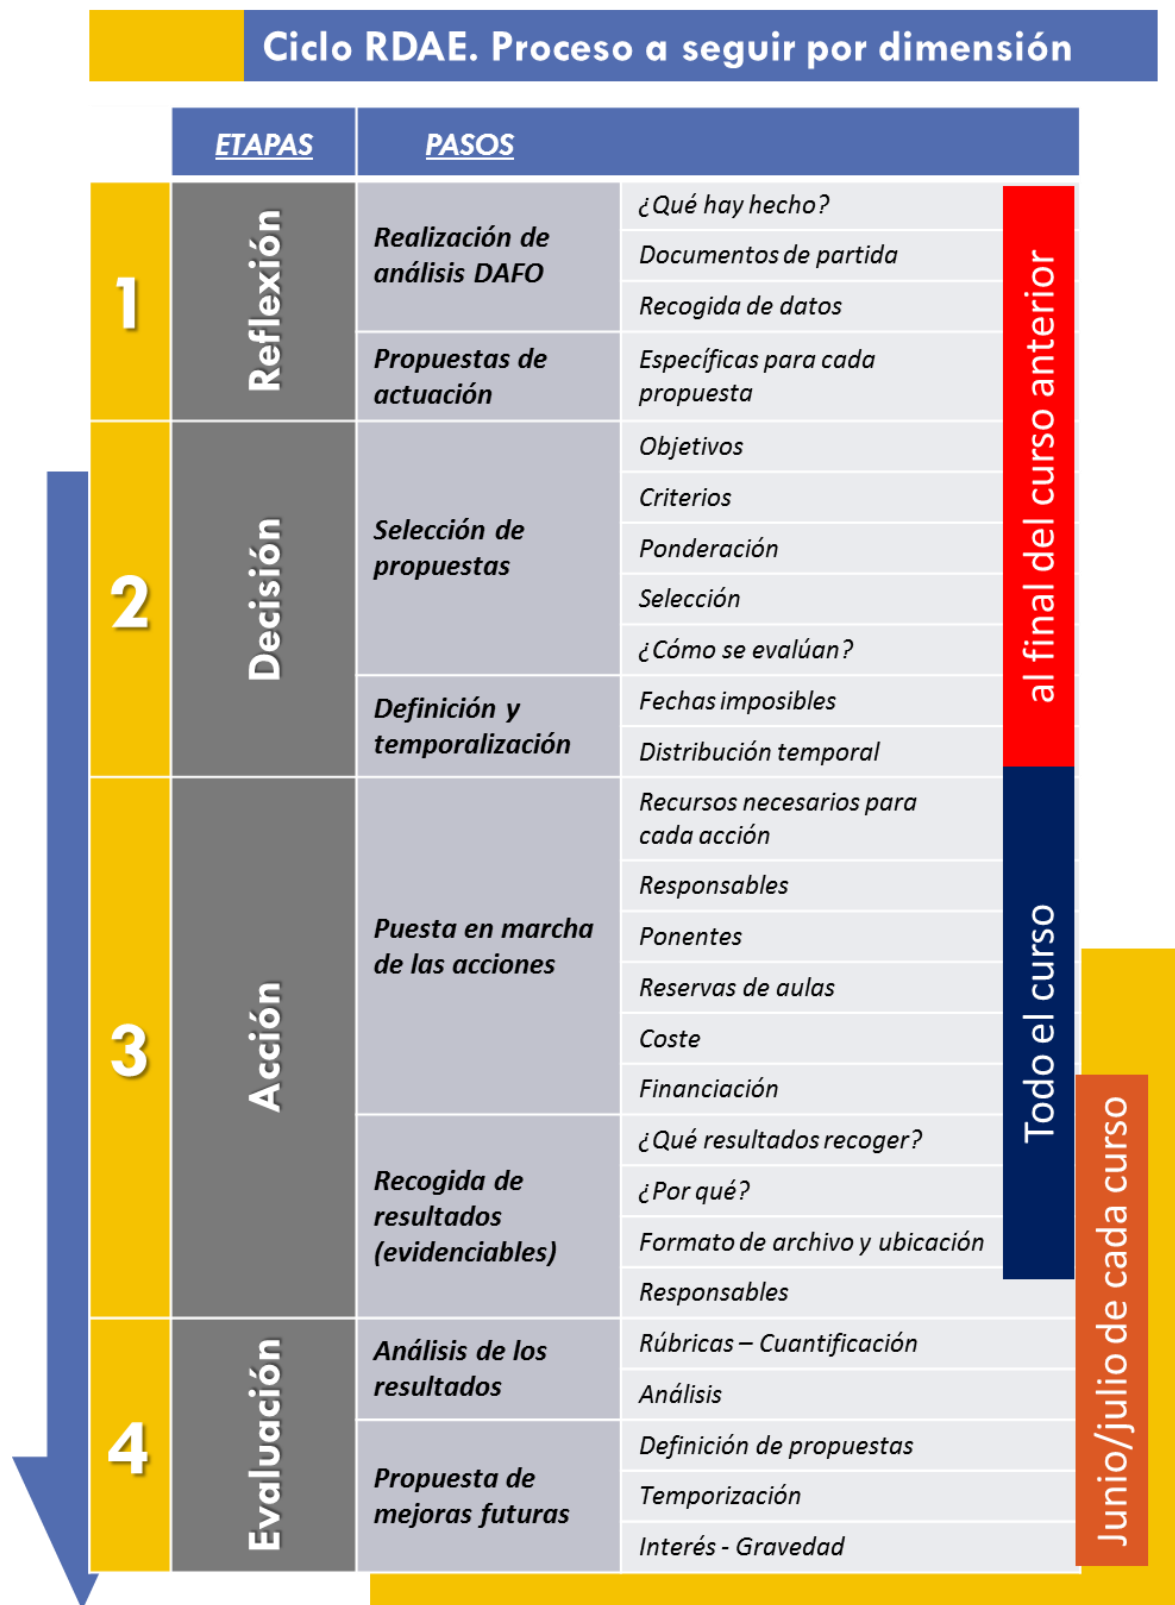 Ciclo RDAE. Proceso a seguir por dimensión
ETAPAS
PASOS
1
Reflexión
Realización de
análisis DAFO
¿Qué hay hecho?
Documentos de partida
Recogida de datos
Propuestas de
actuación
Específicas para cada
propuesta
2
Decisión
Selección de
propuestas
Objetivos
Criterios
Ponderación
Selección
¿Cómo se evalúan?
Definición y
temporalización
Fechas imposibles
Distribución temporal
al final del curso anterior
3
Acción
Puesta en marcha
de las acciones
Recursos necesarios para
cada acción
Responsables
Ponentes
Reservas de aulas
Coste
Financiación
Recogida de
resultados
(evidenciables)
¿Qué resultados recoger?
¿Por qué?
Formato de archivo y ubicación
Responsables
Todo el curso
4
Evaluación
Análisis de los
resultados
Rúbricas – Cuantificación
Análisis
Propuesta de
mejoras futuras
Definición de propuestas
Temporización
Interés - Gravedad
Junio/julio de cada curso